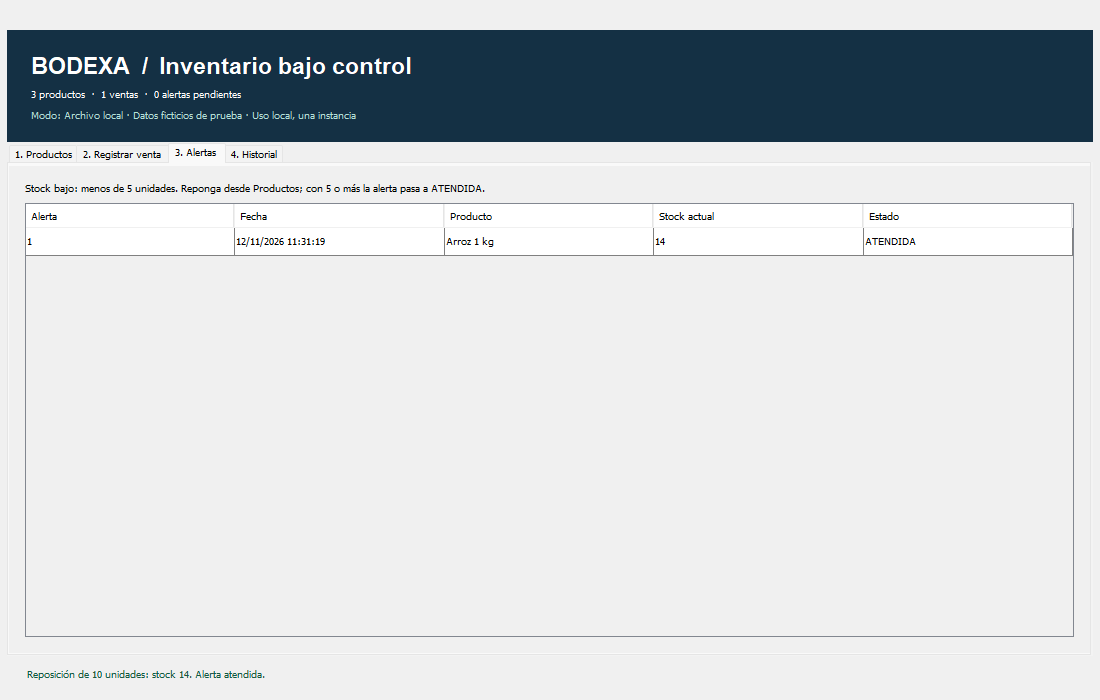 BODEXA / Inventario bajo control
3 productos · 1 ventas · 0 alertas pendientes
Modo: Archivo local · Datos ficticios de prueba · Uso local, una instancia
1. Productos 2. Registrar venta 3. Alertas 4. Historial
Stock bajo: menos de 5 unidades. Reponga desde Productos; con 5 o más la alerta pasa a ATENDIDA.
Alerta Fecha Producto Stock actual Estado
1 12/11/2026 11:31:19 Arroz 1 kg 14 ATENDIDA
Reposición de 10 unidades: stock 14. Alerta atendida.